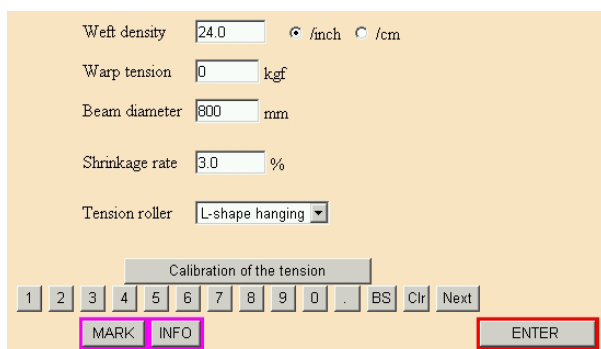 Weft density 24.0 /inch /cm
Warp tension 0 kgf
Beam diameter 800 mm
Shrinkage rate 3.0 %
Tension roller L-shape hanging
Calibration of the tension
1 2 3 4 5 6 7 8 9 0 . BS Clr Next
MARK INFO ENTER